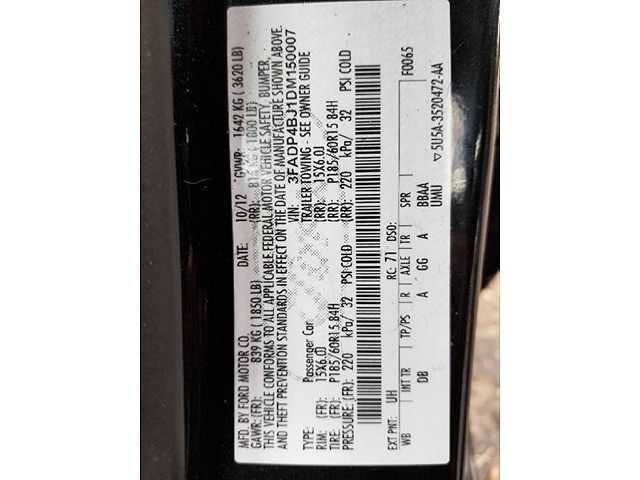 MFD. BY FORD MOTOR CO. DATE: 10/12 GVWR: 1642 KG ( 3620 LB)
GAWR: (FR): 839 KG (1850 LB) (RR): 816 KG (1800 LB)
THIS VEHICLE CONFORMS TO ALL APPLICABLE FEDERAL MOTOR VEHICLE SAFETY, BUMPER,
AND THEFT PREVENTION STANDARDS IN EFFECT ON THE DATE OF MANUFACTURE SHOWN ABOVE.
VIN: 3FADP4BJ1DM150007
TYPE: Passenger Car TRAILER TOWING - SEE OWNER GUIDE
RIM: (FR): 15X6.0J (RR): 15X6.0J
TIRE: (FR): P185/60R15 84H (RR): P185/60R15 84H
PRESSURE: (FR): 220 kPa/ 32 PSI COLD (RR): 220 kPa/ 32 PSI COLD
EXT PNT: UH RC: 71 DSO: F0065
WB INT TR TP/PS R AXLE TR SPR
DB A GG A BBAA
UMU
▽5U5A-3520472-AA